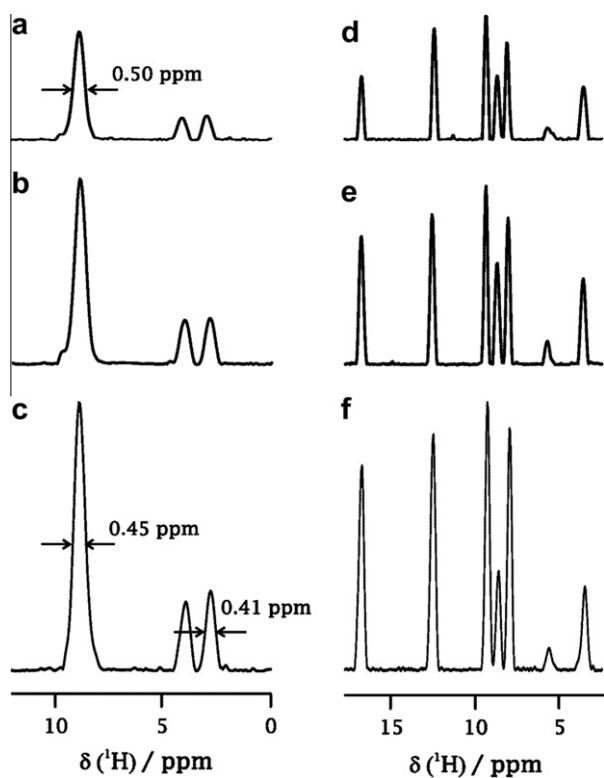 a
d
0.50 ppm
b
e
c
f
0.45 ppm
0.41 ppm
10 5 0
15 10 5
δ (¹H) / ppm
δ (¹H) / ppm